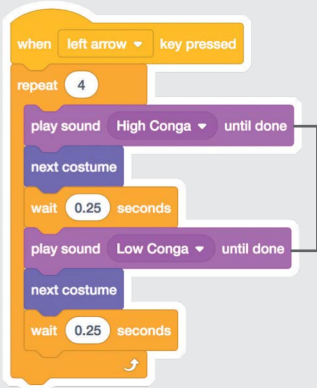 when left arrow key pressed
repeat 4
play sound High Conga until done
next costume
wait 0.25 seconds
play sound Low Conga until done
next costume
wait 0.25 seconds